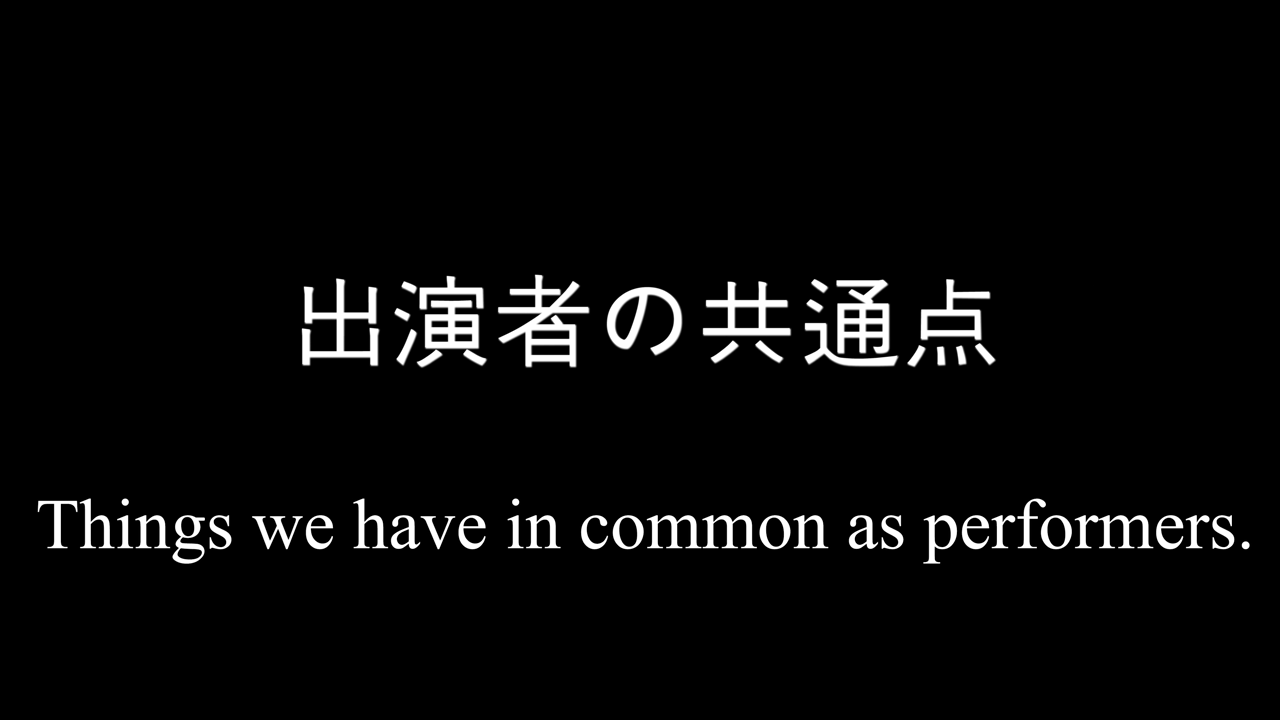 出演者の共通点
Things we have in common as performers.